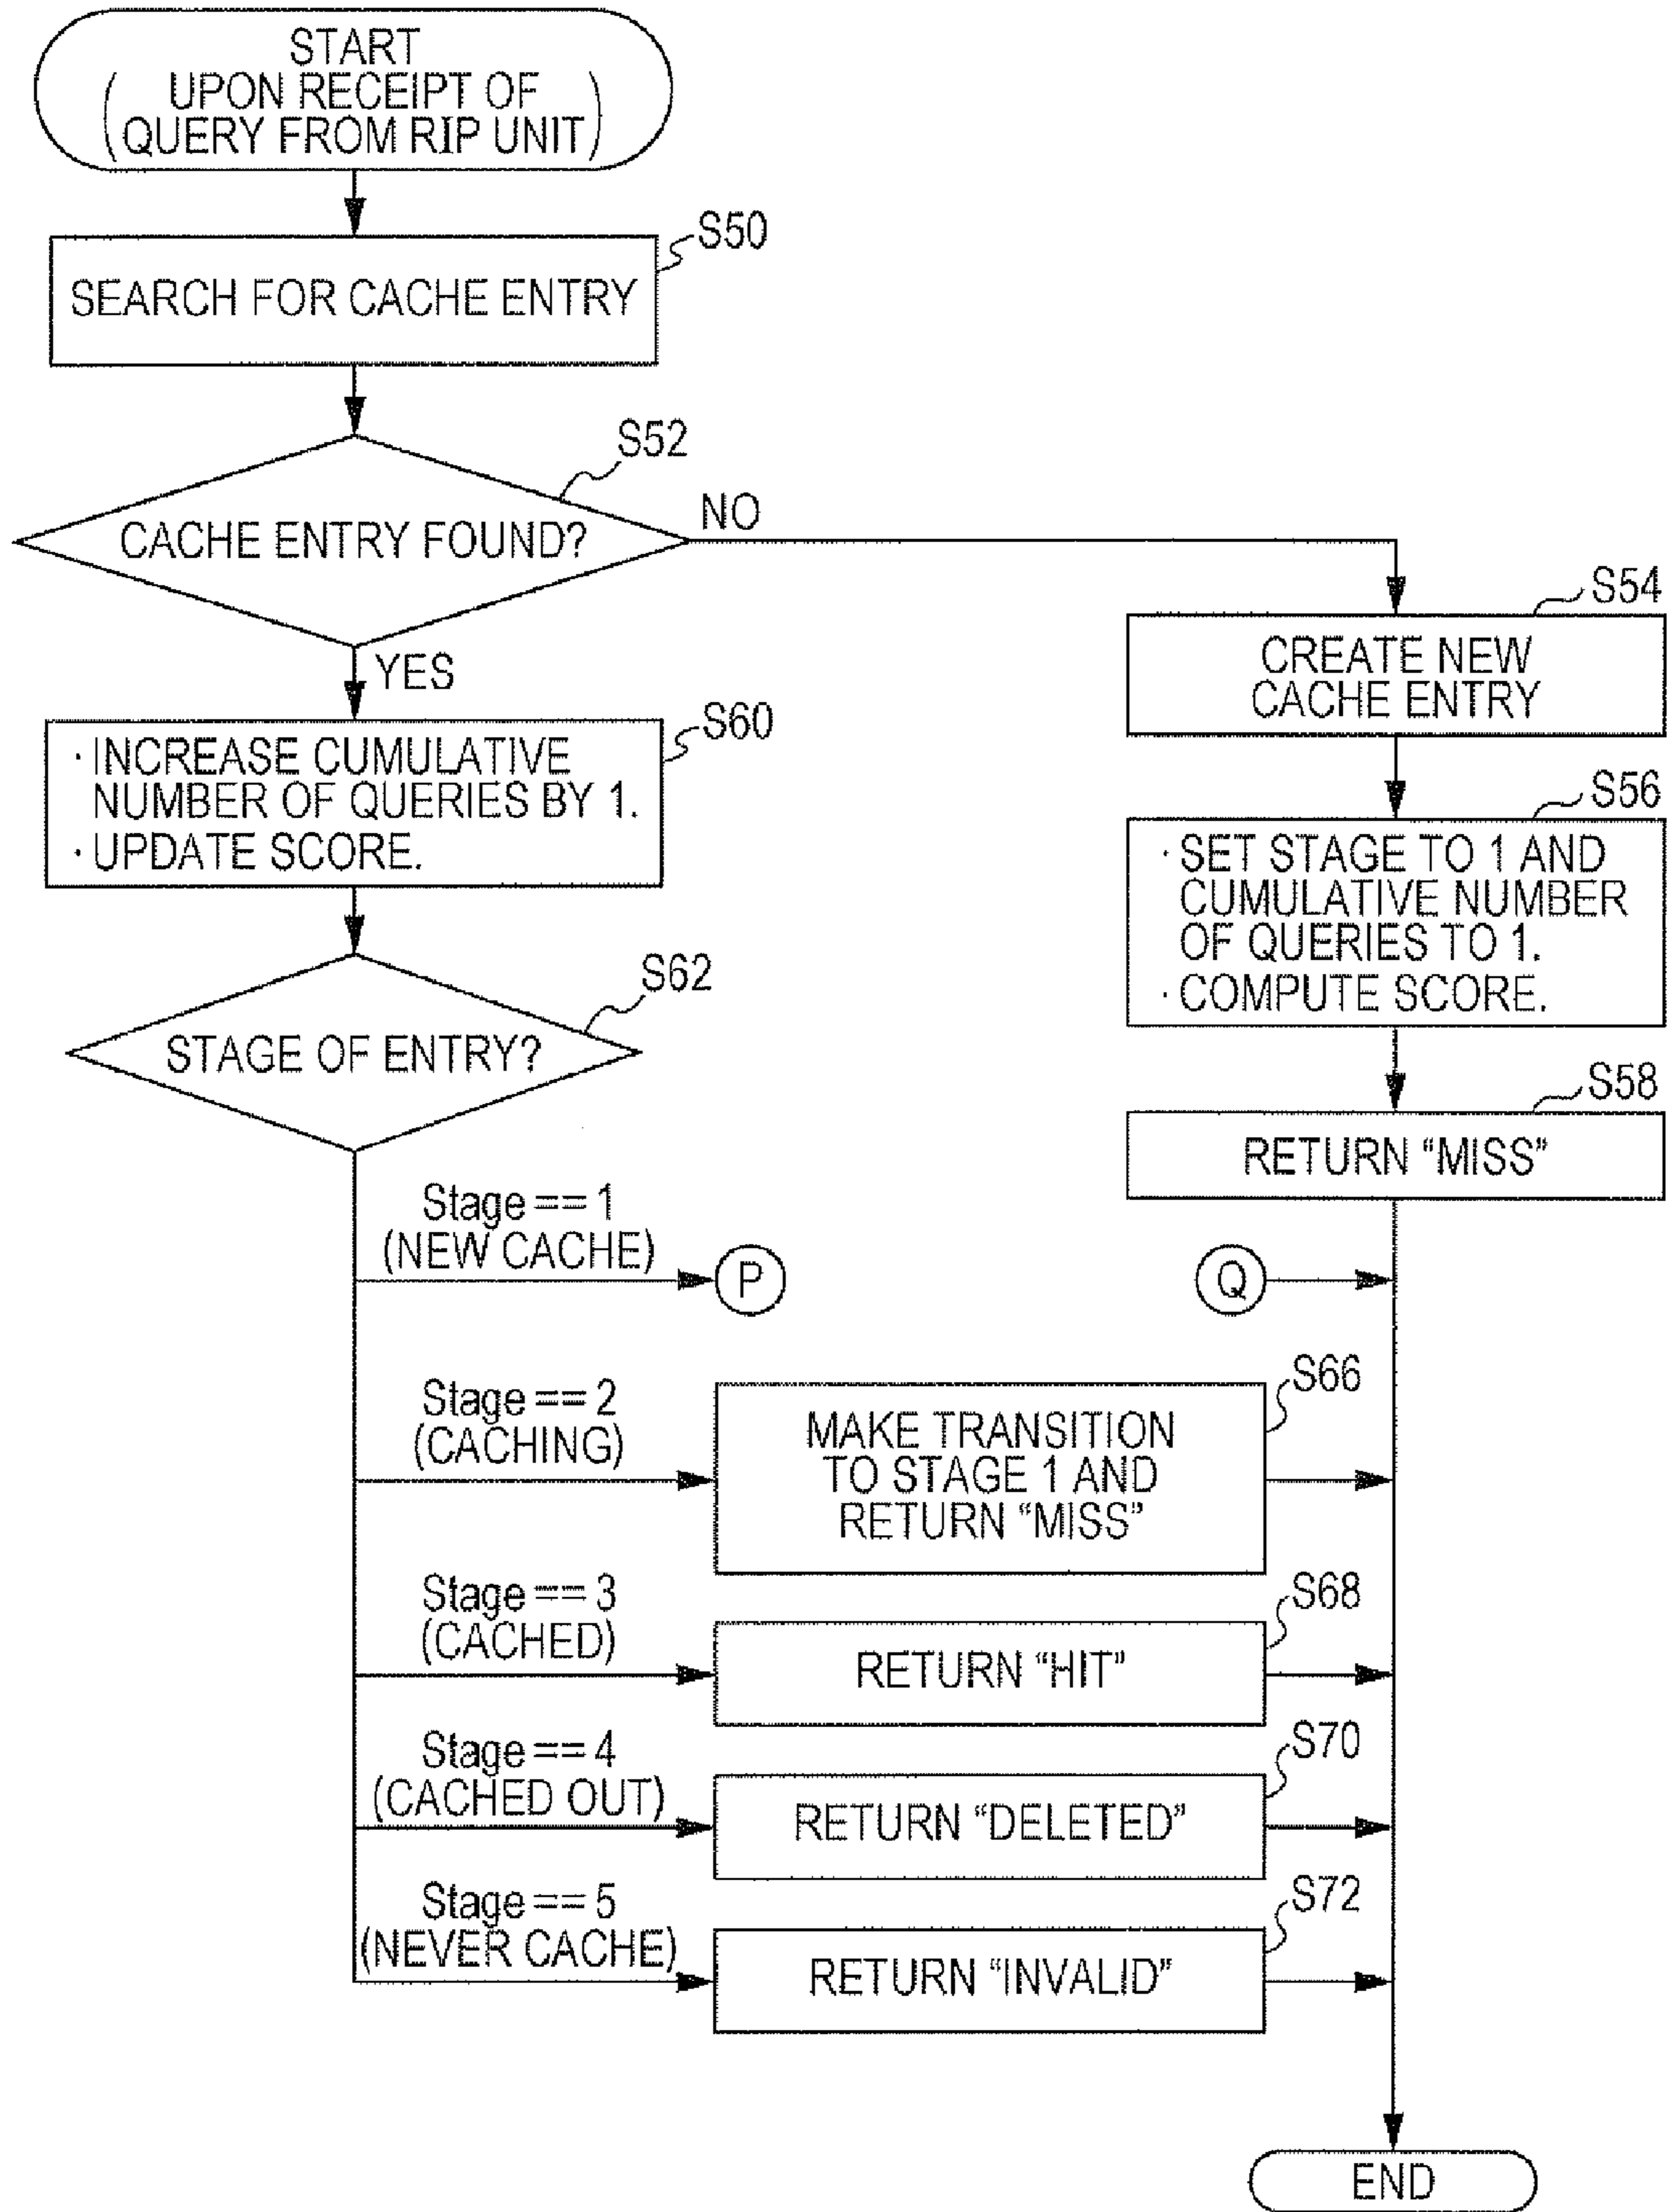 START
(UPON RECEIPT OF
QUERY FROM RIP UNIT)
S50
SEARCH FOR CACHE ENTRY
S52
CACHE ENTRY FOUND?
NO
YES
S54
CREATE NEW
CACHE ENTRY
S56
· SET STAGE TO 1 AND
CUMULATIVE NUMBER
OF QUERIES TO 1.
· COMPUTE SCORE.
S58
RETURN “MISS”
S60
· INCREASE CUMULATIVE
NUMBER OF QUERIES BY 1.
· UPDATE SCORE.
S62
STAGE OF ENTRY?
Stage == 1
(NEW CACHE)
P
Q
Stage == 2
(CACHING)
S66
MAKE TRANSITION
TO STAGE 1 AND
RETURN “MISS”
Stage == 3
(CACHED)
S68
RETURN “HIT”
Stage == 4
(CACHED OUT)
S70
RETURN “DELETED”
Stage == 5
(NEVER CACHE)
S72
RETURN “INVALID”
END